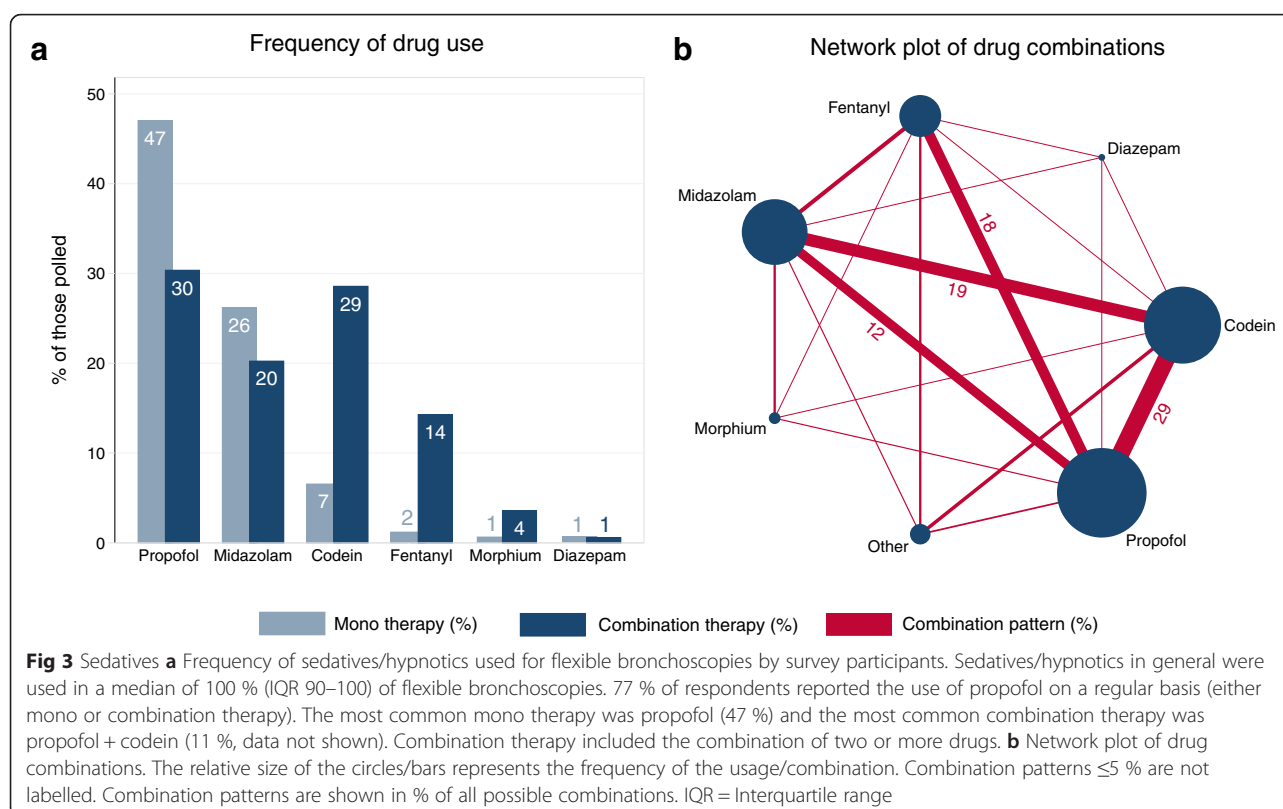 a
Frequency of drug use
% of those polled
50
40
30
20
10
0
47
30
26
20
7
29
2
14
1
4
1
1
Propofol
Midazolam
Codein
Fentanyl
Morphium
Diazepam
b
Network plot of drug combinations
Fentanyl
Diazepam
Midazolam
18
19
12
Codein
29
Morphium
Other
Propofol
Mono therapy (%)
Combination therapy (%)
Combination pattern (%)
Fig 3 Sedatives a Frequency of sedatives/hypnotics used for flexible bronchoscopies by survey participants. Sedatives/hypnotics in general were
used in a median of 100 % (IQR 90–100) of flexible bronchoscopies. 77 % of respondents reported the use of propofol on a regular basis (either
mono or combination therapy). The most common mono therapy was propofol (47 %) and the most common combination therapy was
propofol + codein (11 %, data not shown). Combination therapy included the combination of two or more drugs. b Network plot of drug
combinations. The relative size of the circles/bars represents the frequency of the usage/combination. Combination patterns ≤5 % are not
labelled. Combination patterns are shown in % of all possible combinations. IQR = Interquartile range